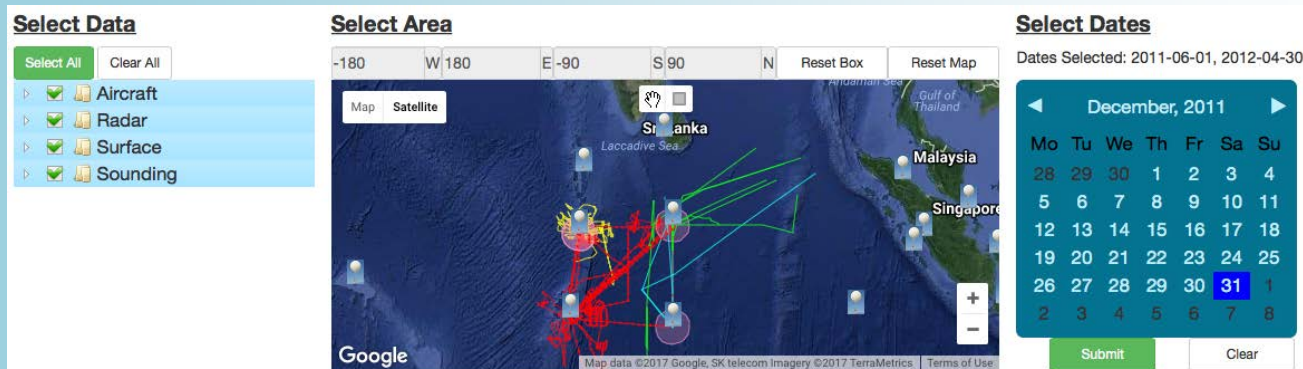 Select Data
Select All Clear All
Aircraft
Radar
Surface
Sounding
Select Area
-180 W 180 E -90 S 90 N Reset Box Reset Map
Map Satellite
Andaman Sea
Gulf of
Thailand
Sri Lanka
Laccadive Sea
Malaysia
Singapore
+
−
Google
Map data ©2017 Google, SK telecom Imagery ©2017 TerraMetrics Terms of Use
Select Dates
Dates Selected: 2011-06-01, 2012-04-30
December, 2011
Mo Tu We Th Fr Sa Su
28 29 30 1 2 3 4
5 6 7 8 9 10 11
12 13 14 15 16 17 18
19 20 21 22 23 24 25
26 27 28 29 30 31 1
2 3 4 5 6 7 8
Submit Clear